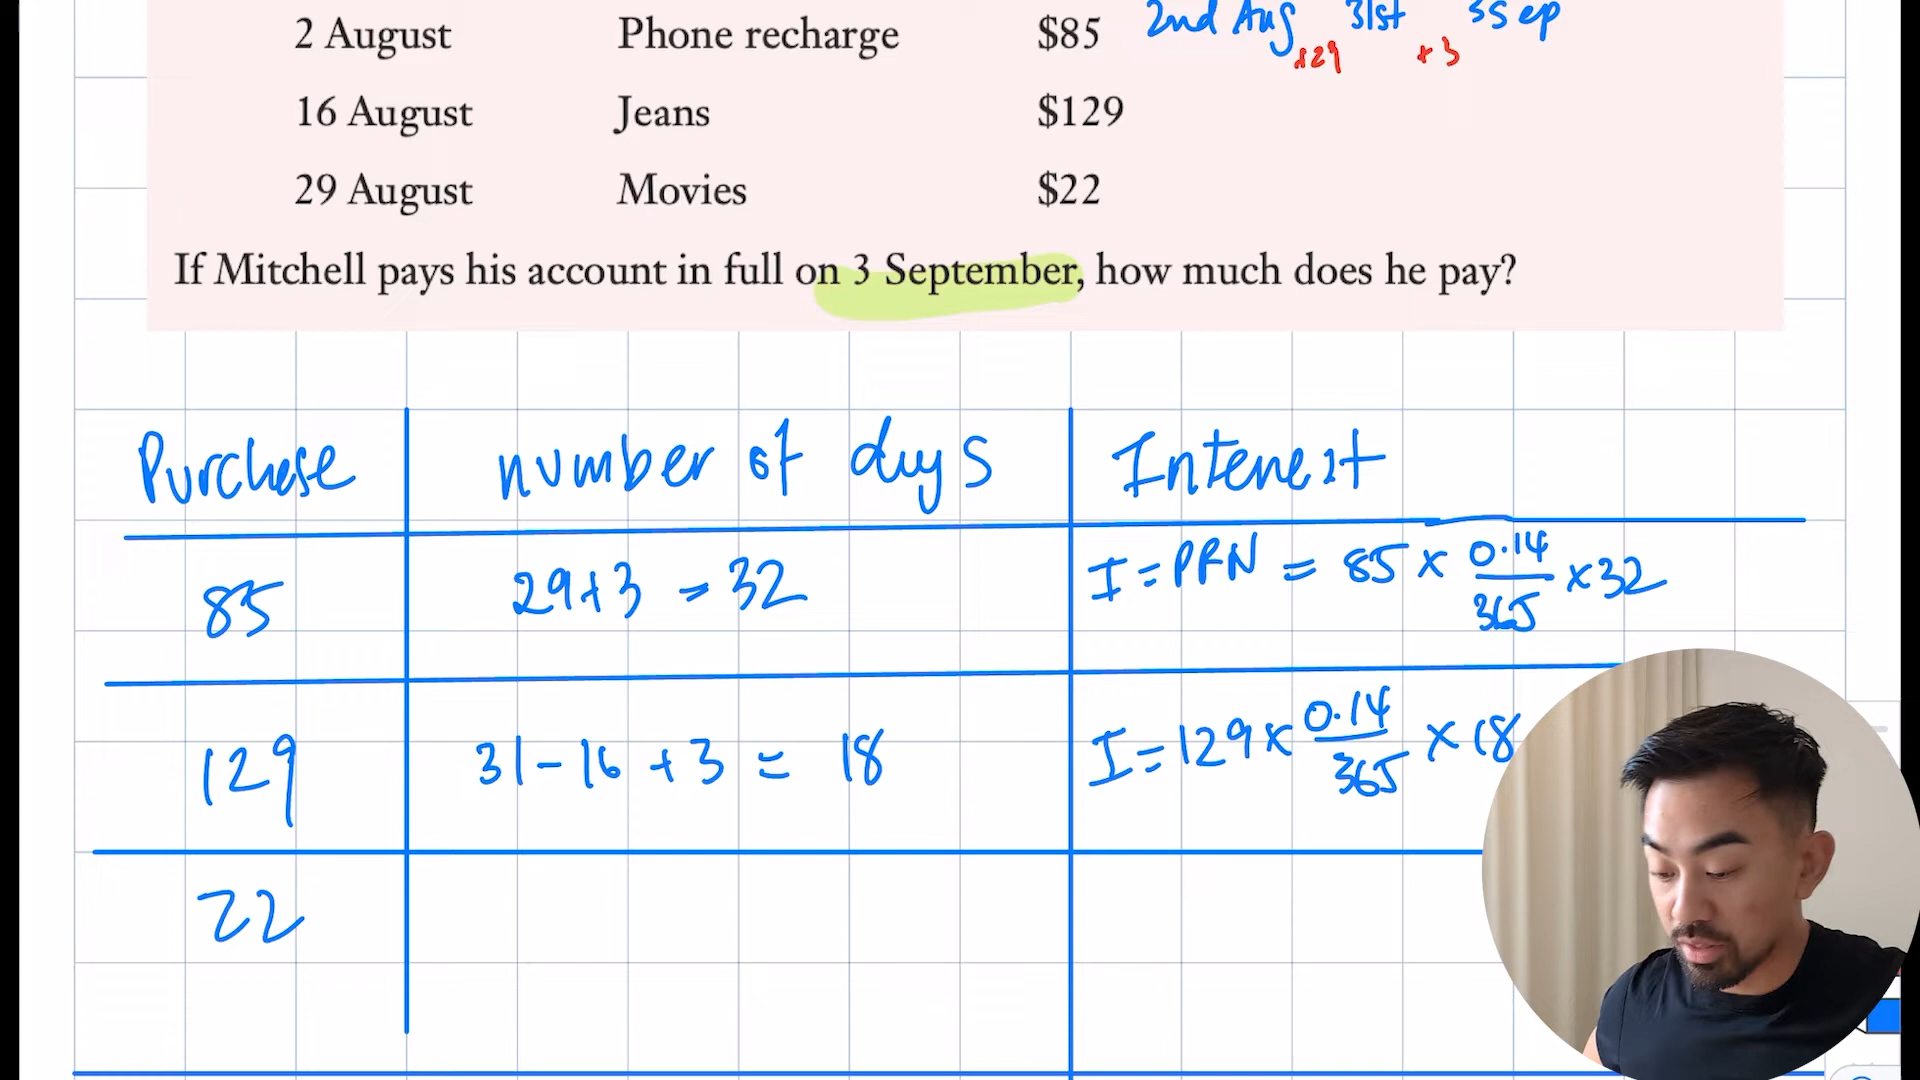 2 August Phone recharge $85 2nd Aug 31st 3Sep
+29 +3
16 August Jeans $129
29 August Movies $22
If Mitchell pays his account in full on 3 September, how much does he pay?
Purchase number of days Interest
85 29+3 = 32 I = PRN = 85 × 0.14/365 × 32
129 31-16 +3 = 18 I = 129 × 0.14/365 × 18
22